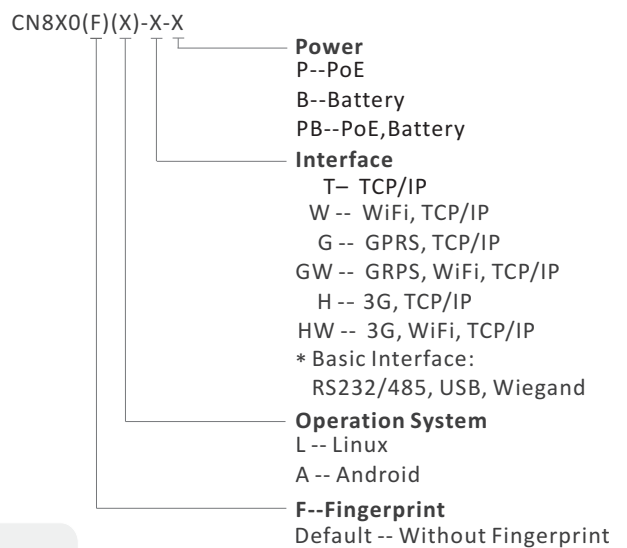 CN8X0(F)(X)-X-X
Power
P--PoE
B--Battery
PB--PoE,Battery
Interface
T– TCP/IP
W -- WiFi, TCP/IP
G -- GPRS, TCP/IP
GW -- GRPS, WiFi, TCP/IP
H -- 3G, TCP/IP
HW -- 3G, WiFi, TCP/IP
* Basic Interface:
RS232/485, USB, Wiegand
Operation System
L -- Linux
A -- Android
F--Fingerprint
Default -- Without Fingerprint